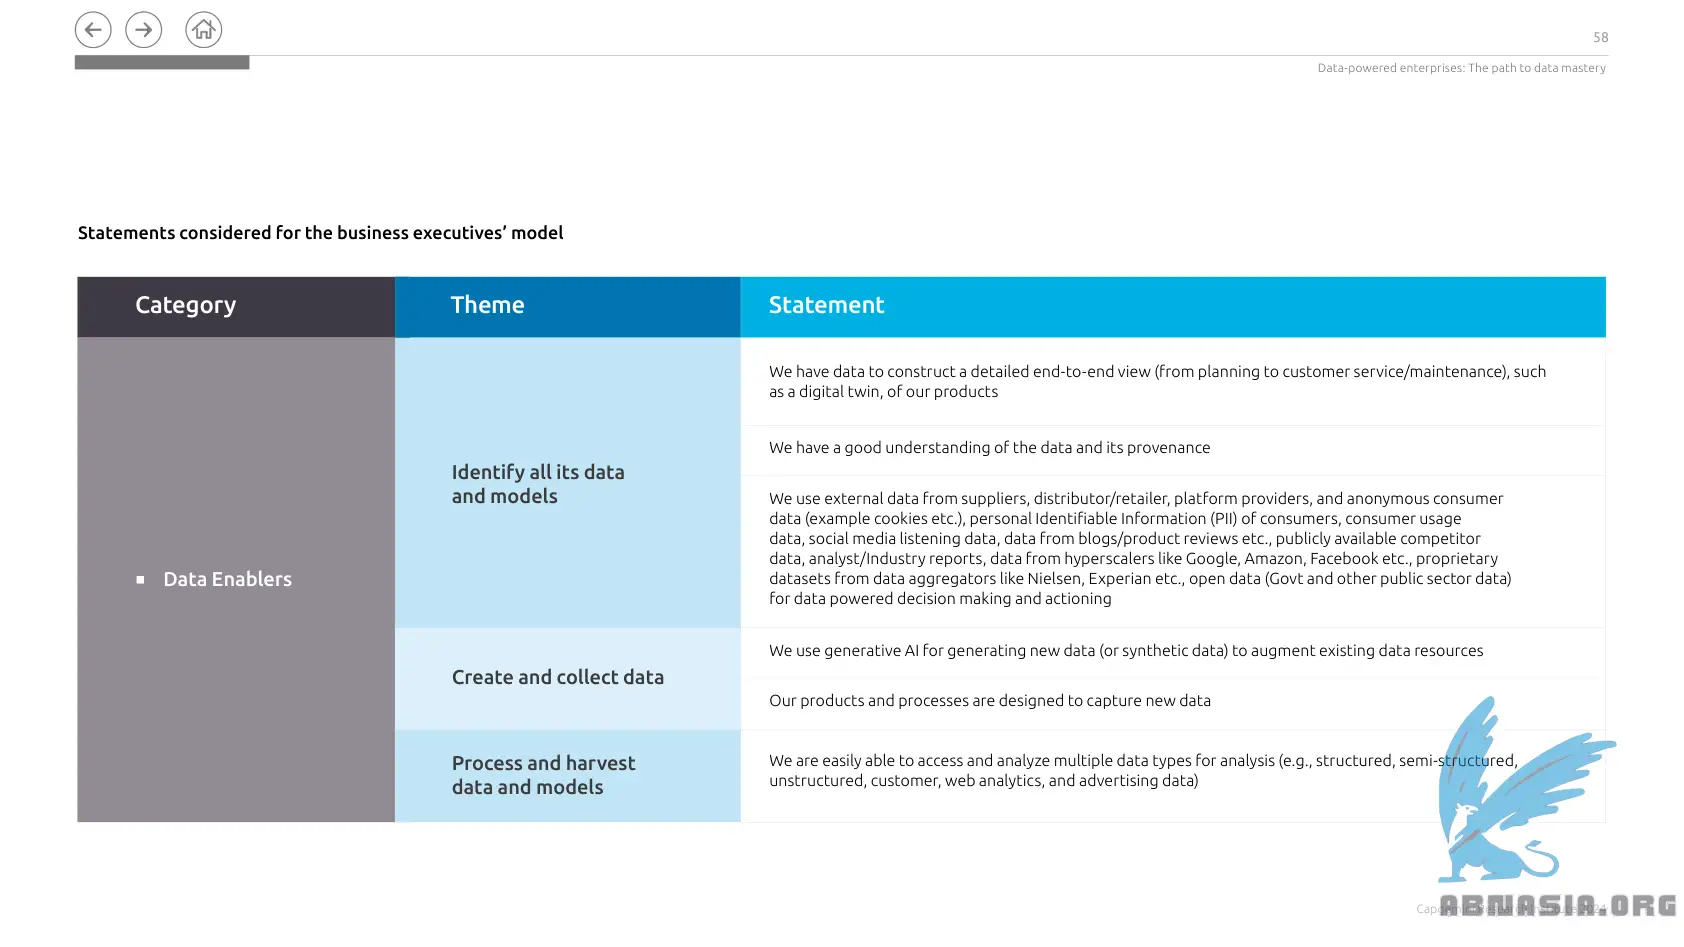 58
Data-powered enterprises: The path to data mastery
Statements considered for the business executives’ model
Category
Theme
Statement
Data Enablers
Identify all its data
and models
We have data to construct a detailed end-to-end view (from planning to customer service/maintenance), such
as a digital twin, of our products
We have a good understanding of the data and its provenance
We use external data from suppliers, distributor/retailer, platform providers, and anonymous consumer
data (example cookies etc.), personal Identifiable Information (PII) of consumers, consumer usage
data, social media listening data, data from blogs/product reviews etc., publicly available competitor
data, analyst/Industry reports, data from hyperscalers like Google, Amazon, Facebook etc., proprietary
datasets from data aggregators like Nielsen, Experian etc., open data (Govt and other public sector data)
for data powered decision making and actioning
Create and collect data
We use generative AI for generating new data (or synthetic data) to augment existing data resources
Our products and processes are designed to capture new data
Process and harvest
data and models
We are easily able to access and analyze multiple data types for analysis (e.g., structured, semi-structured,
unstructured, customer, web analytics, and advertising data)
Capgemini Research Institute 2024
ABNASIA.ORG